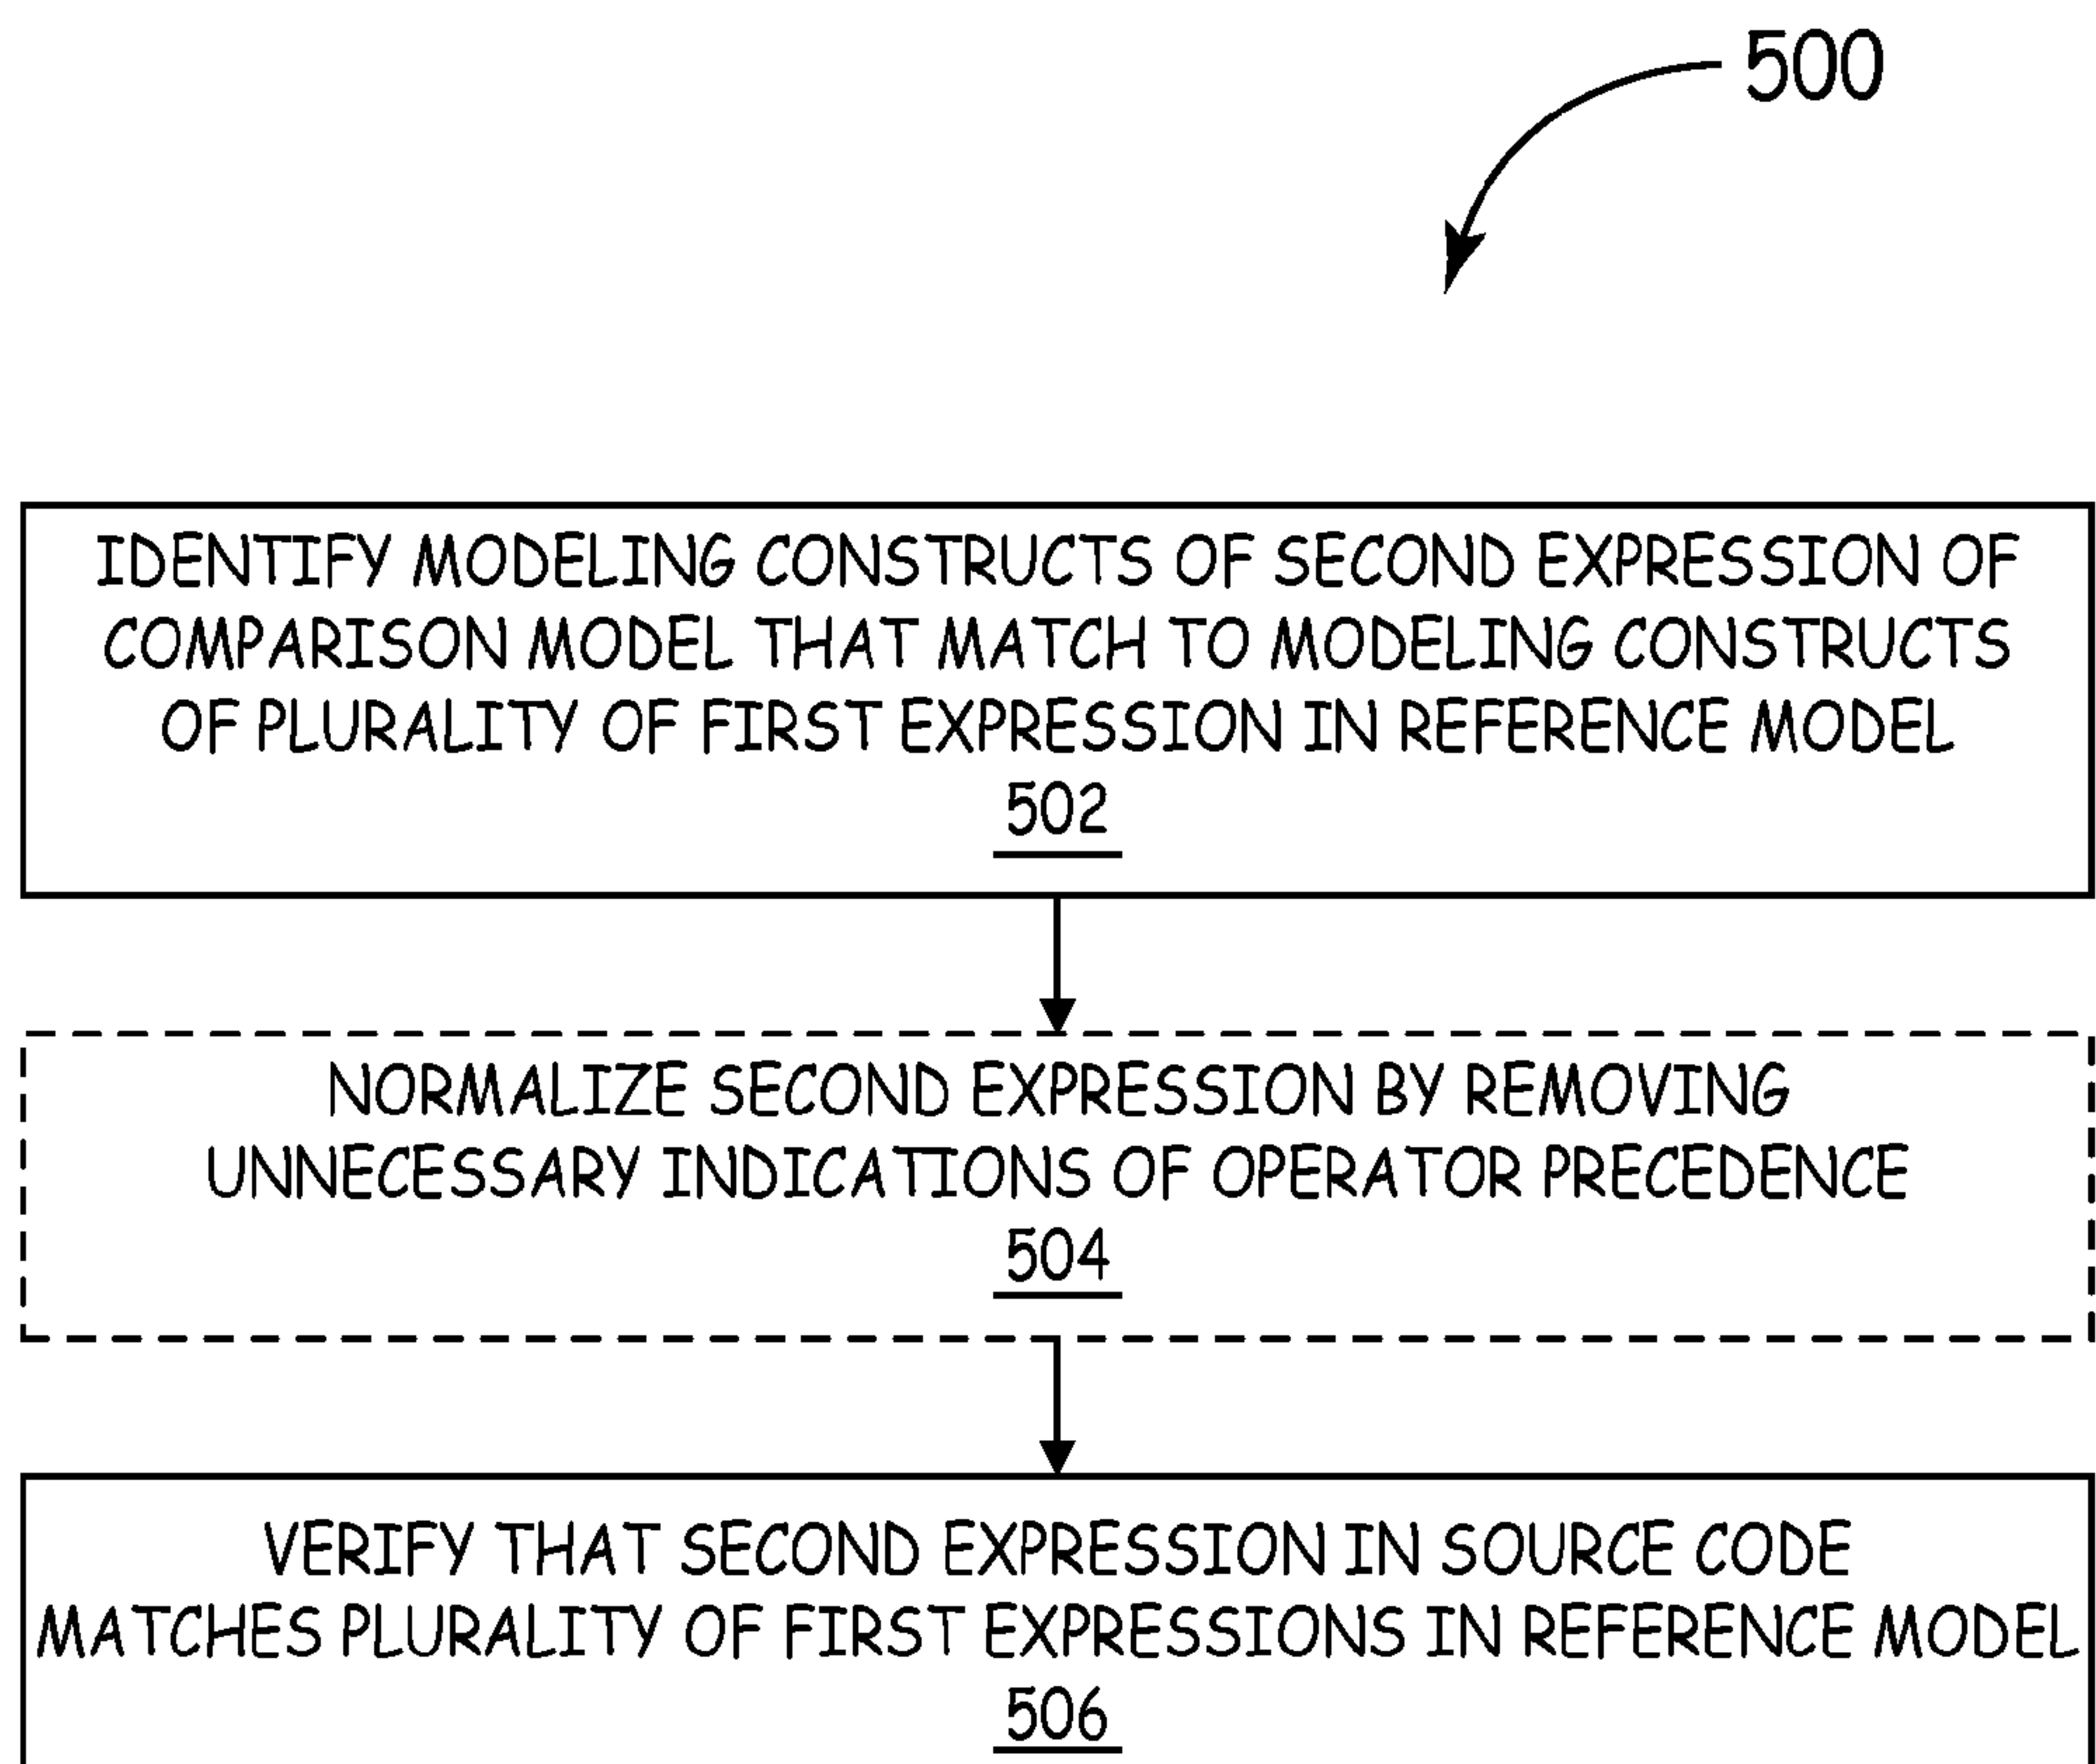 500
IDENTIFY MODELING CONSTRUCTS OF SECOND EXPRESSION OF
COMPARISON MODEL THAT MATCH TO MODELING CONSTRUCTS
OF PLURALITY OF FIRST EXPRESSION IN REFERENCE MODEL
502
NORMALIZE SECOND EXPRESSION BY REMOVING
UNNECESSARY INDICATIONS OF OPERATOR PRECEDENCE
504
VERIFY THAT SECOND EXPRESSION IN SOURCE CODE
MATCHES PLURALITY OF FIRST EXPRESSIONS IN REFERENCE MODEL
506